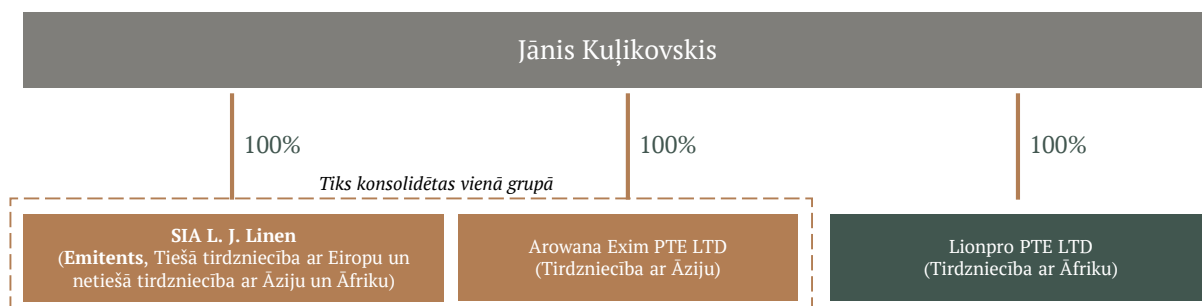 Jānis Kuļikovskis
100%
100%
100%
Tiks konsolidētas vienā grupā
SIA L. J. Linen
(Emitents, Tiešā tirdzniecība ar Eiropu un
netiešā tirdzniecība ar Āziju un Āfriku)
Arowana Exim PTE LTD
(Tirdzniecība ar Āziju)
Lionpro PTE LTD
(Tirdzniecība ar Āfriku)